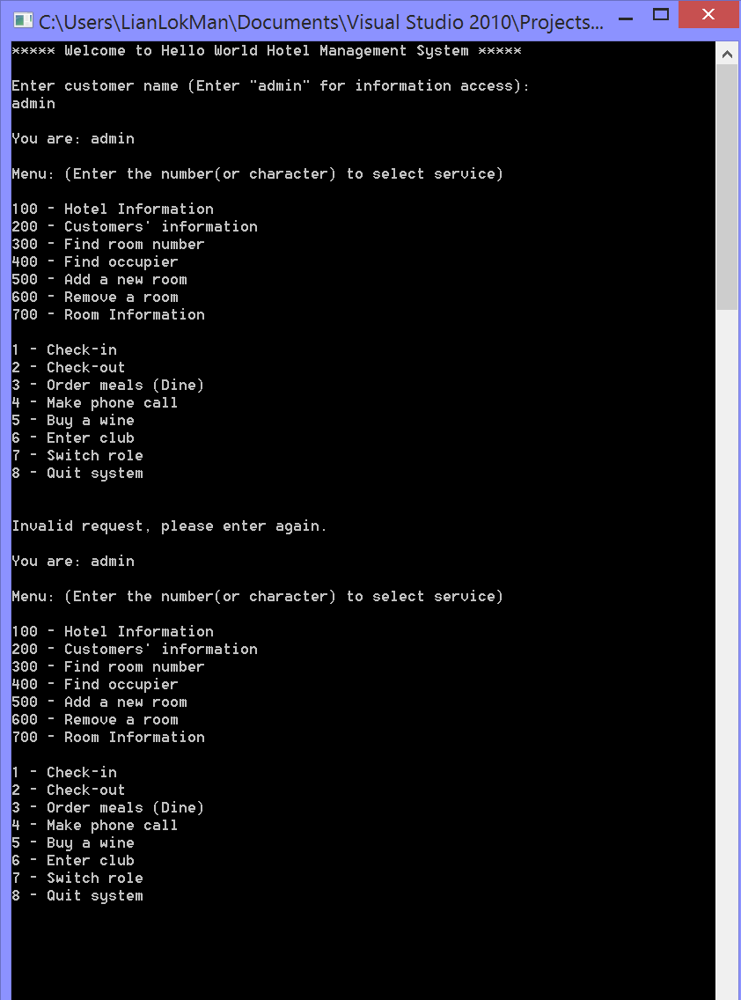 C:\Users\LianLokMan\Documents\Visual Studio 2010\Projects...
***** Welcome to Hello World Hotel Management System *****
Enter customer name (Enter "admin" for information access):
admin
You are: admin
Menu: (Enter the number(or character) to select service)
100 - Hotel Information
200 - Customers' information
300 - Find room number
400 - Find occupier
500 - Add a new room
600 - Remove a room
700 - Room Information
1 - Check-in
2 - Check-out
3 - Order meals (Dine)
4 - Make phone call
5 - Buy a wine
6 - Enter club
7 - Switch role
8 - Quit system
Invalid request, please enter again.
You are: admin
Menu: (Enter the number(or character) to select service)
100 - Hotel Information
200 - Customers' information
300 - Find room number
400 - Find occupier
500 - Add a new room
600 - Remove a room
700 - Room Information
1 - Check-in
2 - Check-out
3 - Order meals (Dine)
4 - Make phone call
5 - Buy a wine
6 - Enter club
7 - Switch role
8 - Quit system